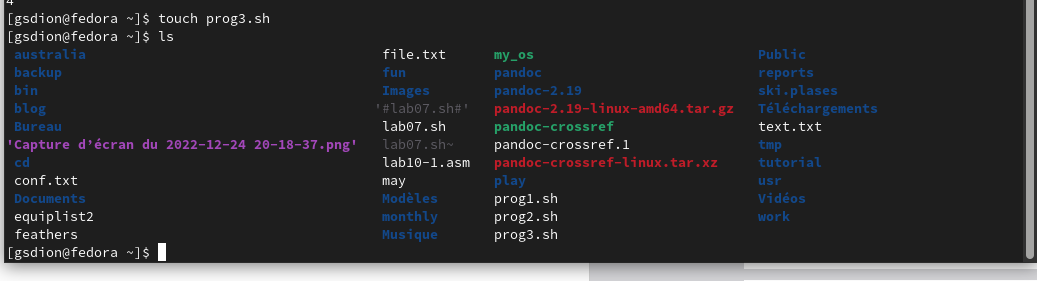 4
[gsdion@fedora ~]$ touch prog3.sh
[gsdion@fedora ~]$ ls
australia file.txt my_os Public
backup fun pandoc reports
bin Images pandoc-2.19 ski.plases
blog '#lab07.sh#' pandoc-2.19-linux-amd64.tar.gz Téléchargements
Bureau lab07.sh pandoc-crossref text.txt
'Capture d’écran du 2022-12-24 20-18-37.png' lab07.sh~ pandoc-crossref.1 tmp
cd lab10-1.asm pandoc-crossref-linux.tar.xz tutorial
conf.txt may play usr
Documents Modèles prog1.sh Vidéos
equiplist2 monthly prog2.sh work
feathers Musique prog3.sh
[gsdion@fedora ~]$